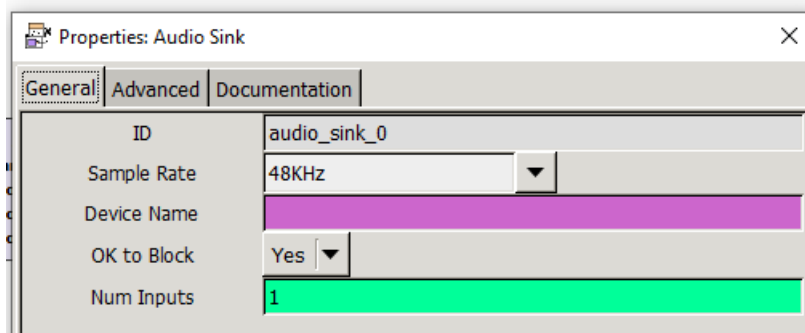 Properties: Audio Sink
General Advanced Documentation
ID audio_sink_0
Sample Rate 48KHz
Device Name
OK to Block Yes
Num Inputs 1